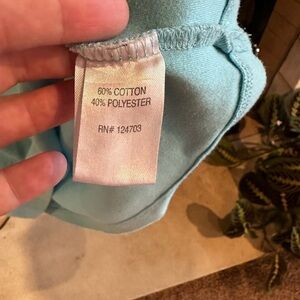 60% COTTON
40% POLYESTER
RN# 124703